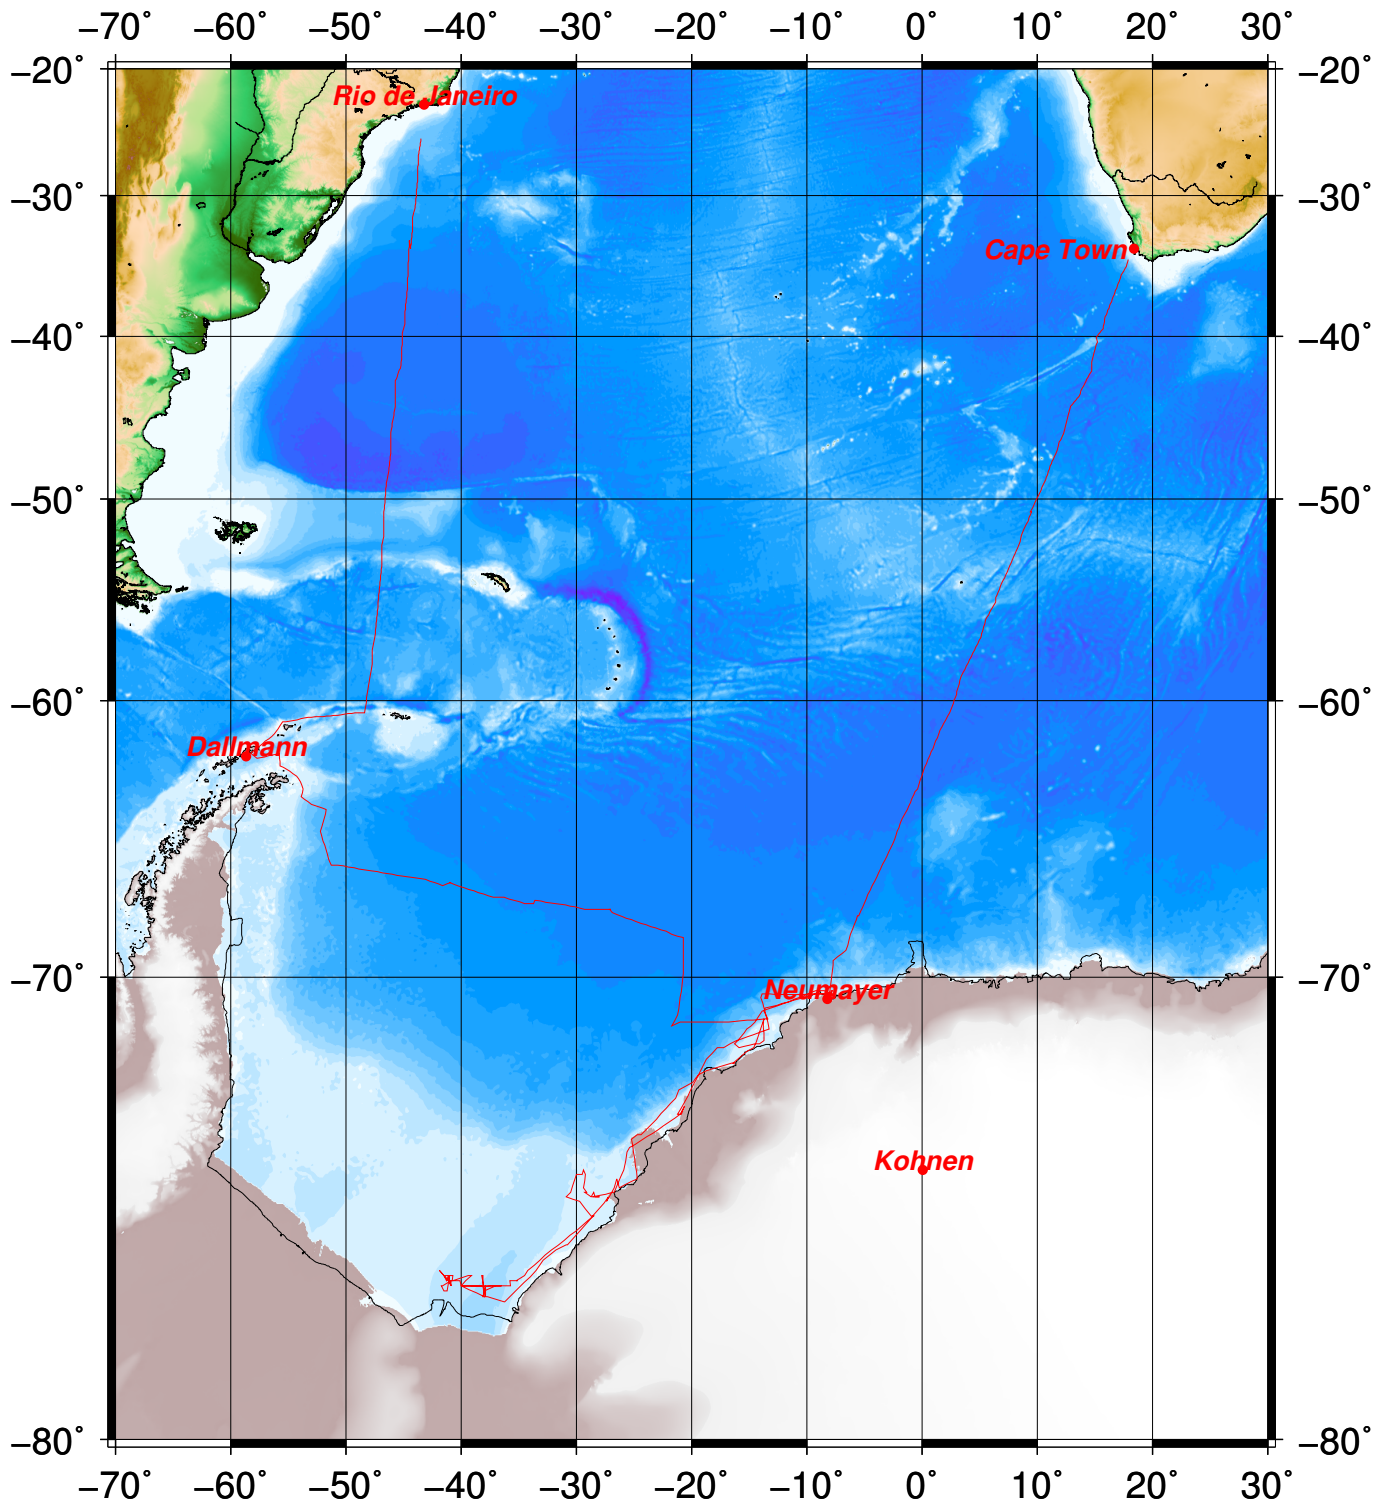 −70° −60° −50° −40° −30° −20° −10° 0° 10° 20° 30°
−20° −20°
Rio de Janeiro
−30° −30°
Cape Town
−40° −40°
−50° −50°
−60° −60°
Dallmann
−70° −70°
Neumayer
Kohnen
−80° −80°
−70° −60° −50° −40° −30° −20° −10° 0° 10° 20° 30°